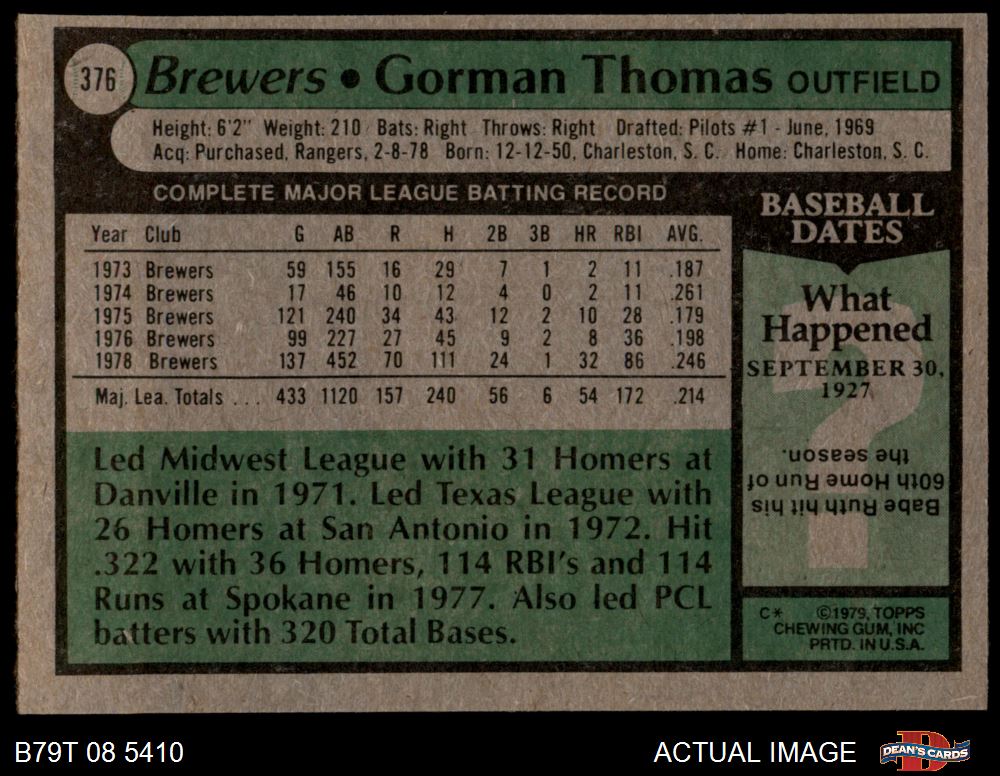 376 Brewers • Gorman Thomas OUTFIELD
Height: 6'2" Weight: 210 Bats: Right Throws: Right Drafted: Pilots #1 - June, 1969
Acq: Purchased, Rangers, 2-8-78 Born: 12-12-50, Charleston, S. C. Home: Charleston, S. C.
COMPLETE MAJOR LEAGUE BATTING RECORD
Year Club G AB R H 2B 3B HR RBI AVG.
1973 Brewers 59 155 16 29 7 1 2 11 .187
1974 Brewers 17 46 10 12 4 0 2 11 .261
1975 Brewers 121 240 34 43 12 2 10 28 .179
1976 Brewers 99 227 27 45 9 2 8 36 .198
1978 Brewers 137 452 70 111 24 1 32 86 .246
Maj. Lea. Totals ... 433 1120 157 240 56 6 54 172 .214
Led Midwest League with 31 Homers at
Danville in 1971. Led Texas League with
26 Homers at San Antonio in 1972. Hit
.322 with 36 Homers, 114 RBI's and 114
Runs at Spokane in 1977. Also led PCL
batters with 320 Total Bases.
BASEBALL
DATES
What
Happened
SEPTEMBER 30,
1927
?
Babe Ruth hit his
60th Home Run of
the season.
C* ©1979, TOPPS
CHEWING GUM, INC
PRTD. IN U.S.A.
B79T 08 5410
ACTUAL IMAGE
D
DEAN'S CARDS